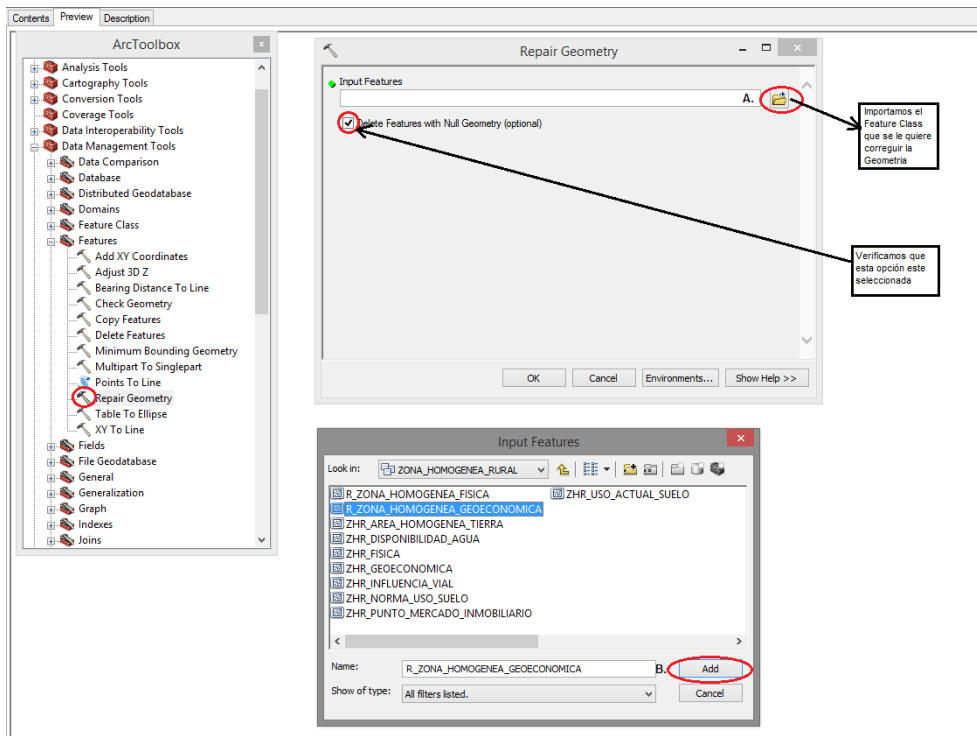 Contents Preview Description
ArcToolbox
Analysis Tools
Cartography Tools
Conversion Tools
Coverage Tools
Data Interoperability Tools
Data Management Tools
Data Comparison
Database
Distributed Geodatabase
Domains
Feature Class
Features
Add XY Coordinates
Adjust 3D Z
Bearing Distance To Line
Check Geometry
Copy Features
Delete Features
Minimum Bounding Geometry
Multipart To Singlepart
Points To Line
Repair Geometry
Table To Ellipse
XY To Line
Fields
File Geodatabase
General
Generalization
Graph
Indexes
Joins
Repair Geometry
Input Features
A.
Delete Features with Null Geometry (optional)
OK Cancel Environments... Show Help >>
Importamos el
Feature Class
que se le quiere
correguir la
Geometria
Verificamos que
esta opción este
seleccionada
Input Features
Look in: ZONA_HOMOGENEA_RURAL
R_ZONA_HOMOGENEA_FISICA
R_ZONA_HOMOGENEA_GEOECONOMICA
ZHR_AREA_HOMOGENEA_TIERRA
ZHR_DISPONIBILIDAD_AGUA
ZHR_FISICA
ZHR_GEOECONOMICA
ZHR_INFLUENCIA_VIAL
ZHR_NORMA_USO_SUELO
ZHR_PUNTO_MERCADO_INMOBILIARIO
ZHR_USO_ACTUAL_SUELO
Name: R_ZONA_HOMOGENEA_GEOECONOMICA B. Add
Show of type: All filters listed. Cancel